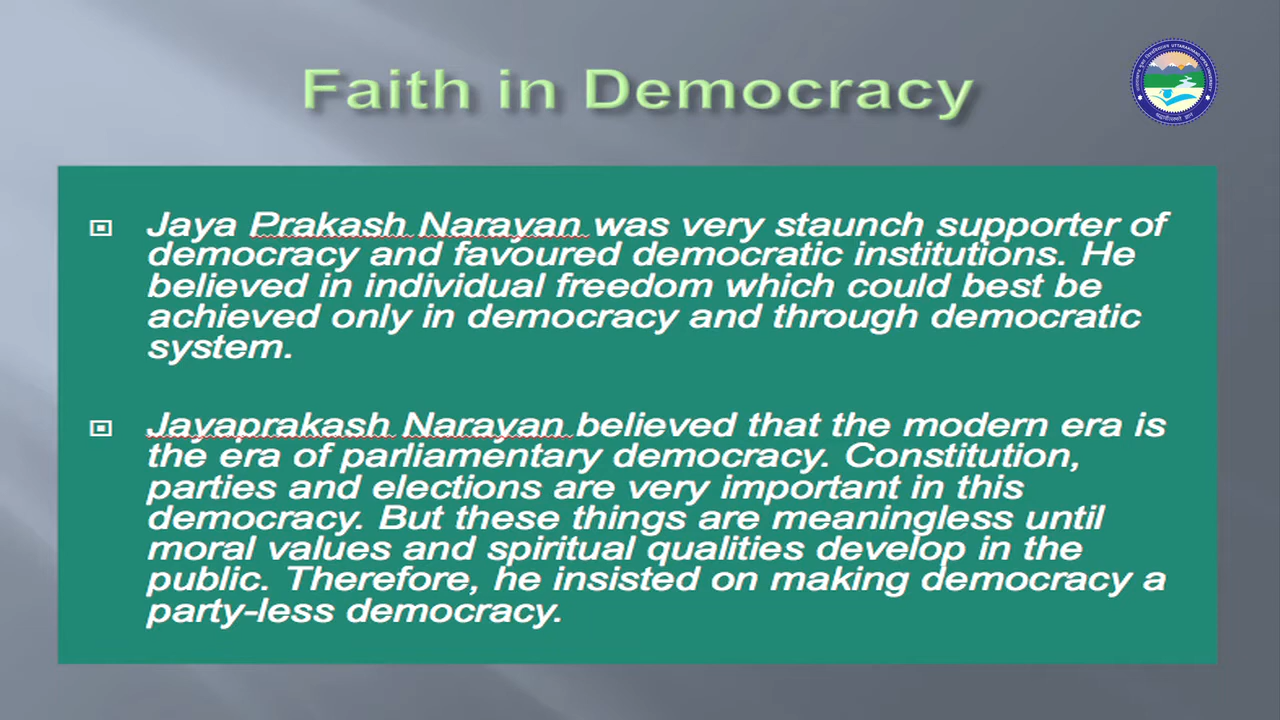 Faith in Democracy
Jaya Prakash Narayan was very staunch supporter of
democracy and favoured democratic institutions. He
believed in individual freedom which could best be
achieved only in democracy and through democratic
system.
Jayaprakash Narayan believed that the modern era is
the era of parliamentary democracy. Constitution,
parties and elections are very important in this
democracy. But these things are meaningless until
moral values and spiritual qualities develop in the
public. Therefore, he insisted on making democracy a
party-less democracy.